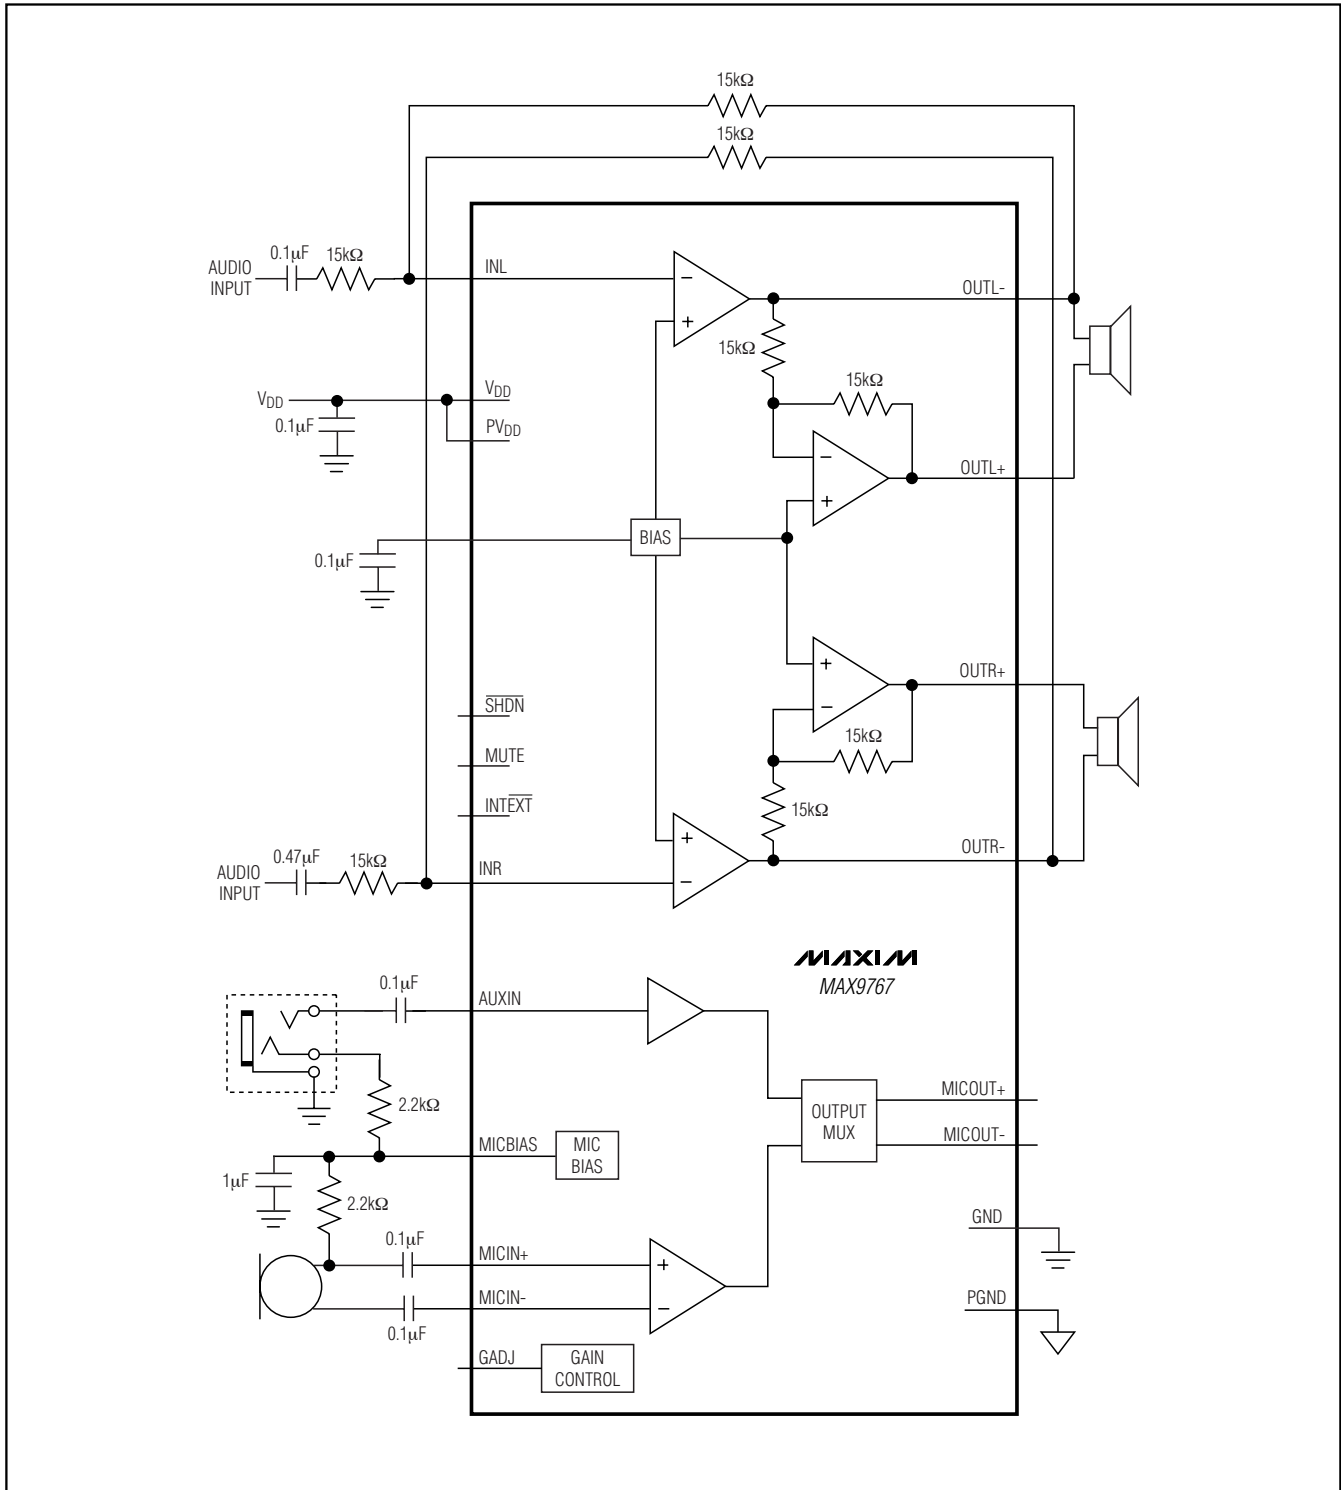 15kΩ
15kΩ
AUDIO
INPUT
0.1μF
15kΩ
INL
−
+
OUTL-
15kΩ
15kΩ
VDD
0.1μF
VDD
PVDD
−
+
OUTL+
BIAS
0.1μF
+
−
OUTR+
SHDN
MUTE
INTEXT
15kΩ
15kΩ
AUDIO
INPUT
0.47μF
15kΩ
INR
+
−
OUTR-
MAXIM
MAX9767
0.1μF
AUXIN
2.2kΩ
OUTPUT
MUX
MICOUT+
MICOUT-
MICBIAS
MIC
BIAS
1μF
2.2kΩ
GND
0.1μF
MICIN+
+
MICIN-
−
0.1μF
PGND
GADJ
GAIN
CONTROL